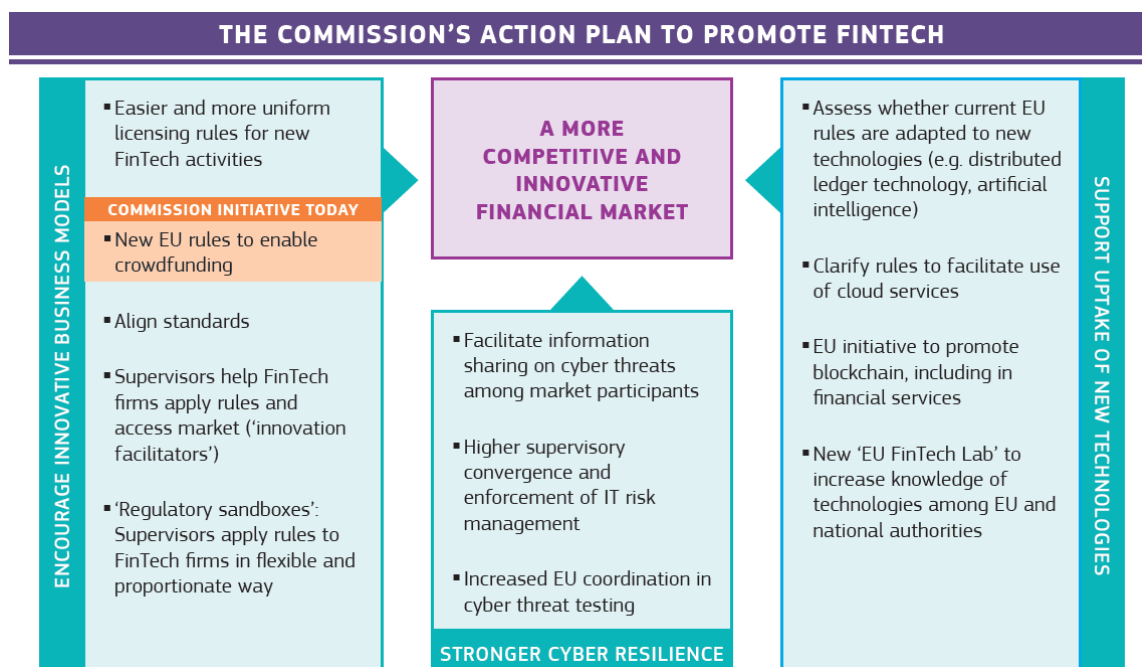 THE COMMISSION'S ACTION PLAN TO PROMOTE FINTECH
ENCOURAGE INNOVATIVE BUSINESS MODELS
▪ Easier and more uniform
licensing rules for new
FinTech activities
COMMISSION INITIATIVE TODAY
▪ New EU rules to enable
crowdfunding
▪ Align standards
▪ Supervisors help FinTech
firms apply rules and
access market (‘innovation
facilitators’)
▪ ‘Regulatory sandboxes’:
Supervisors apply rules to
FinTech firms in flexible and
proportionate way
A MORE
COMPETITIVE AND
INNOVATIVE
FINANCIAL MARKET
▪ Facilitate information
sharing on cyber threats
among market participants
▪ Higher supervisory
convergence and
enforcement of IT risk
management
▪ Increased EU coordination in
cyber threat testing
STRONGER CYBER RESILIENCE
▪ Assess whether current EU
rules are adapted to new
technologies (e.g. distributed
ledger technology, artificial
intelligence)
▪ Clarify rules to facilitate use
of cloud services
▪ EU initiative to promote
blockchain, including in
financial services
▪ New ‘EU FinTech Lab’ to
increase knowledge of
technologies among EU and
national authorities
SUPPORT UPTAKE OF NEW TECHNOLOGIES